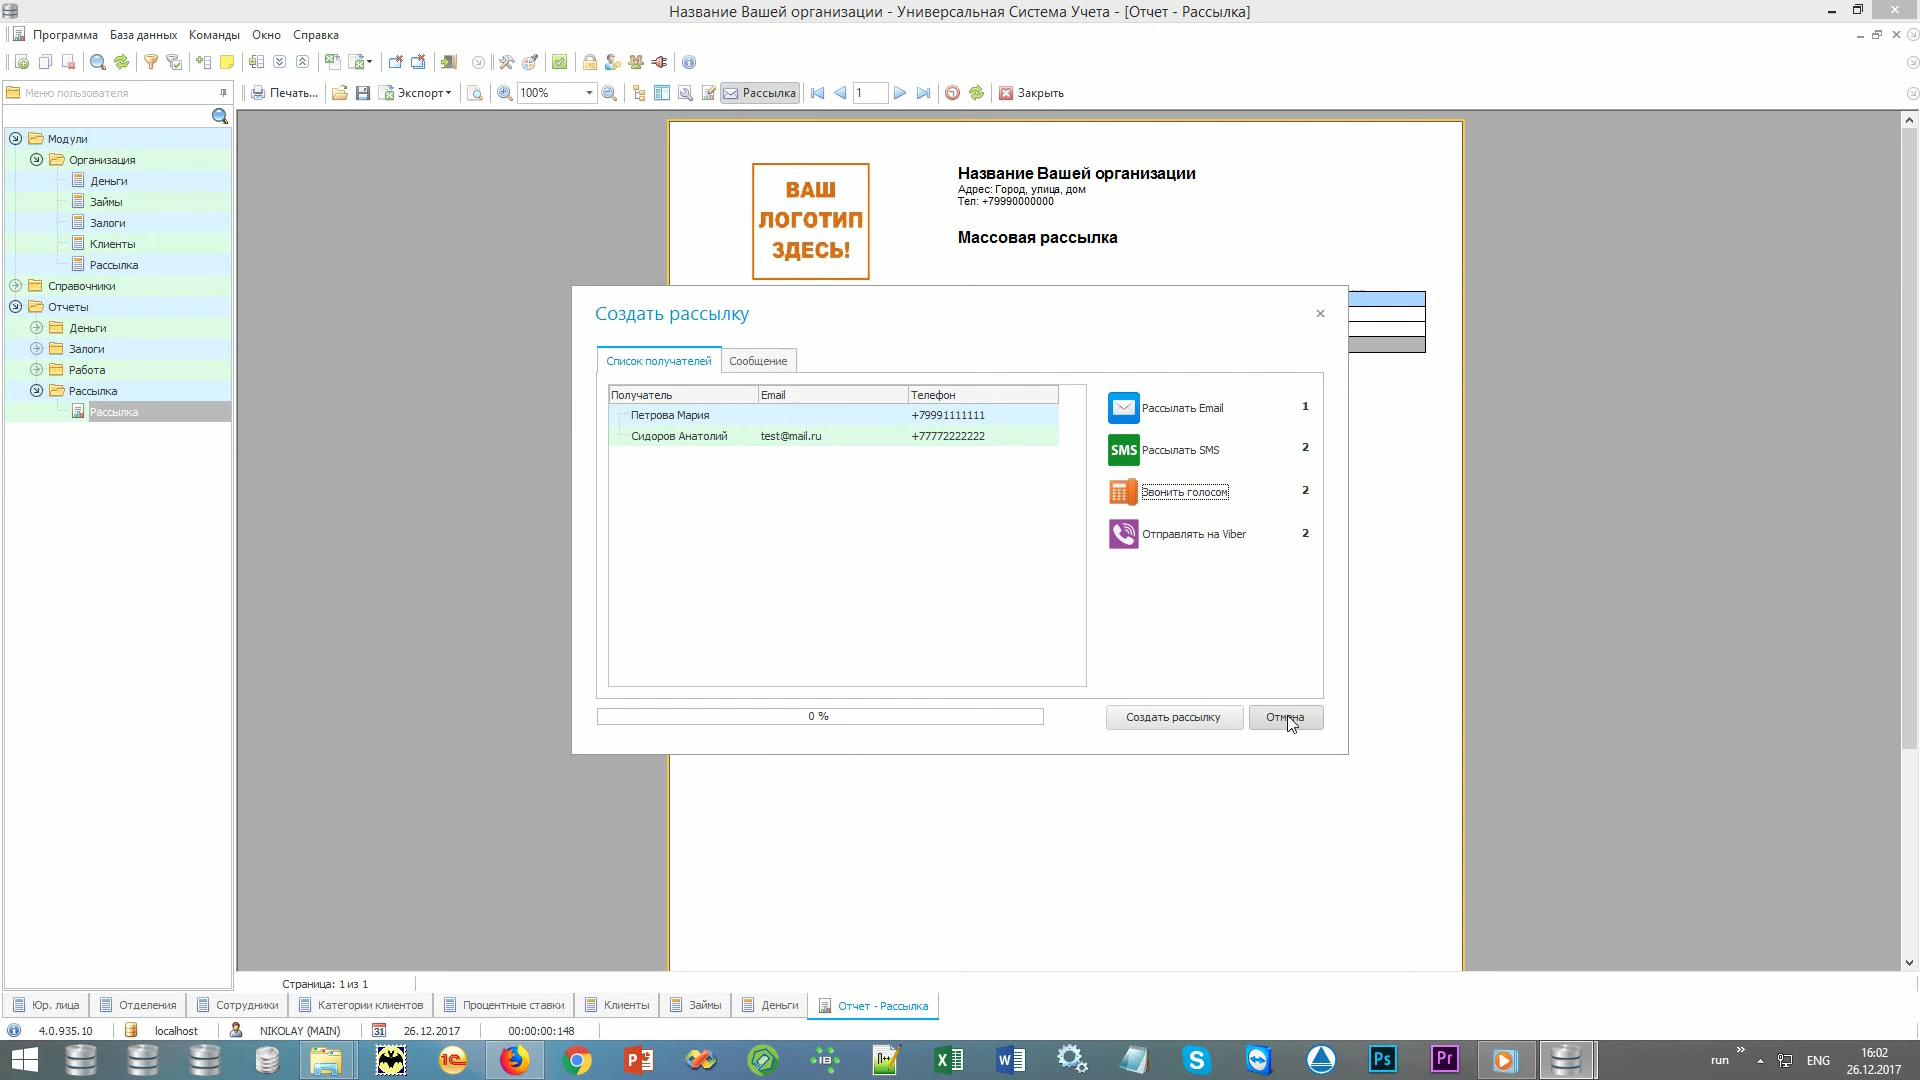 Название Вашей организации - Универсальная Система Учета - [Отчет - Рассылка]
Программа База данных Команды Окно Справка
Меню пользователя
Печать... Экспорт 100% Рассылка 1 Закрыть
Модули
Организация
Деньги
Займы
Залоги
Клиенты
Рассылка
Справочники
Отчеты
Деньги
Залоги
Работа
Рассылка
Рассылка
ВАШ
ЛОГОТИП
ЗДЕСЬ!
Название Вашей организации
Адрес: Город, улица, дом
Тел: +79990000000
Массовая рассылка
Создать рассылку
Список получателей Сообщение
Получатель Email Телефон
Петрова Мария +79991111111
Сидоров Анатолий test@mail.ru +77772222222
Рассылать Email 1
SMS Рассылать SMS 2
Звонить голосом 2
Отправлять на Viber 2
0 %
Создать рассылку Отмена
Страница: 1 из 1
Юр. лица Отделения Сотрудники Категории клиентов Процентные ставки Клиенты Займы Деньги Отчет - Рассылка
4.0.935.10 localhost NIKOLAY (MAIN) 31 26.12.2017 00:00:00:148
run ENG 16:02
26.12.2017